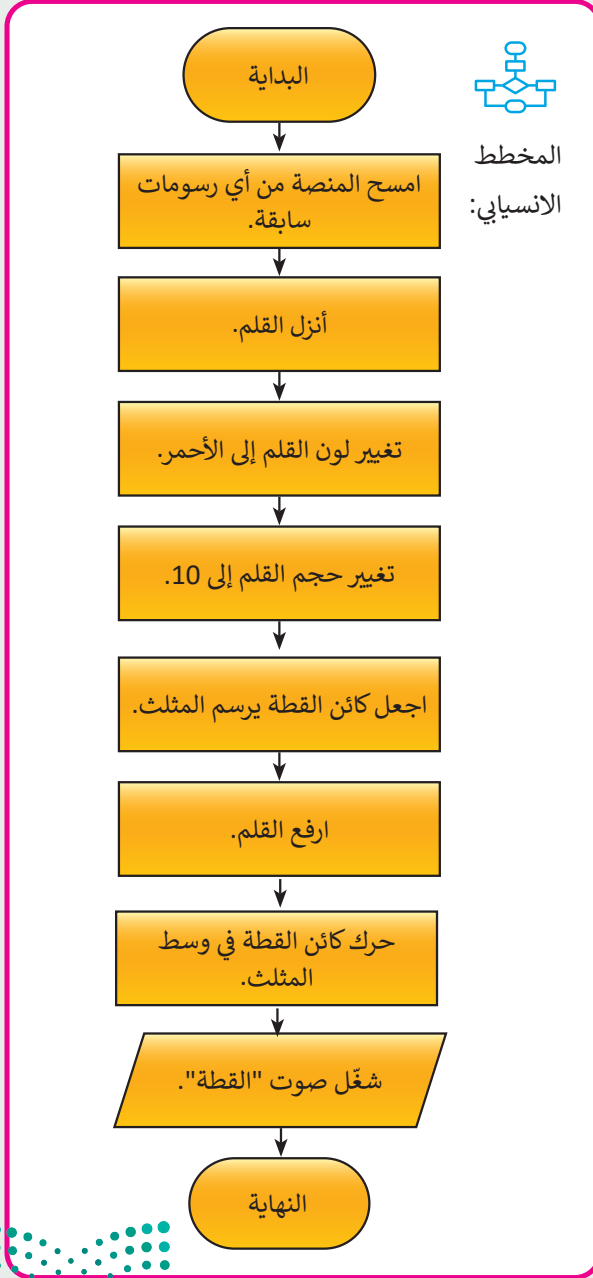 المخطط
الانسيابي:
البداية
امسح المنصة من أي رسومات
سابقة.
أنزل القلم.
تغيير لون القلم إلى الأحمر.
تغيير حجم القلم إلى 10.
اجعل كائن القطة يرسم المثلث.
ارفع القلم.
حرك كائن القطة في وسط
المثلث.
شغّل صوت "القطة".
النهاية